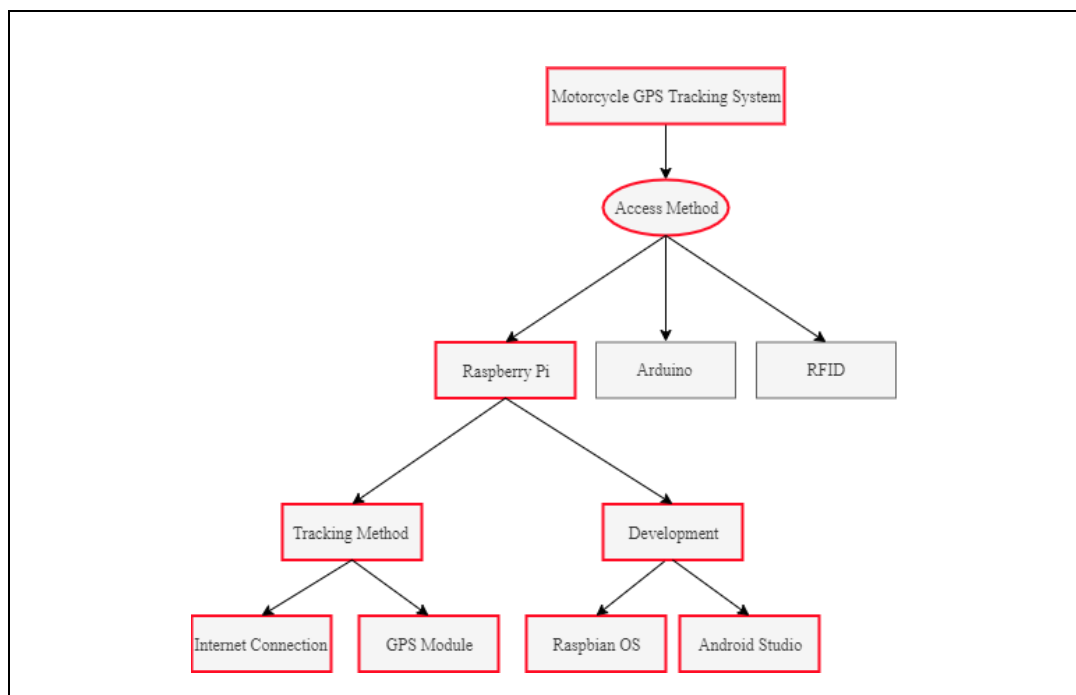 Motorcycle GPS Tracking System
Access Method
Raspberry Pi
Arduino
RFID
Tracking Method
Development
Internet Connection
GPS Module
Raspbian OS
Android Studio